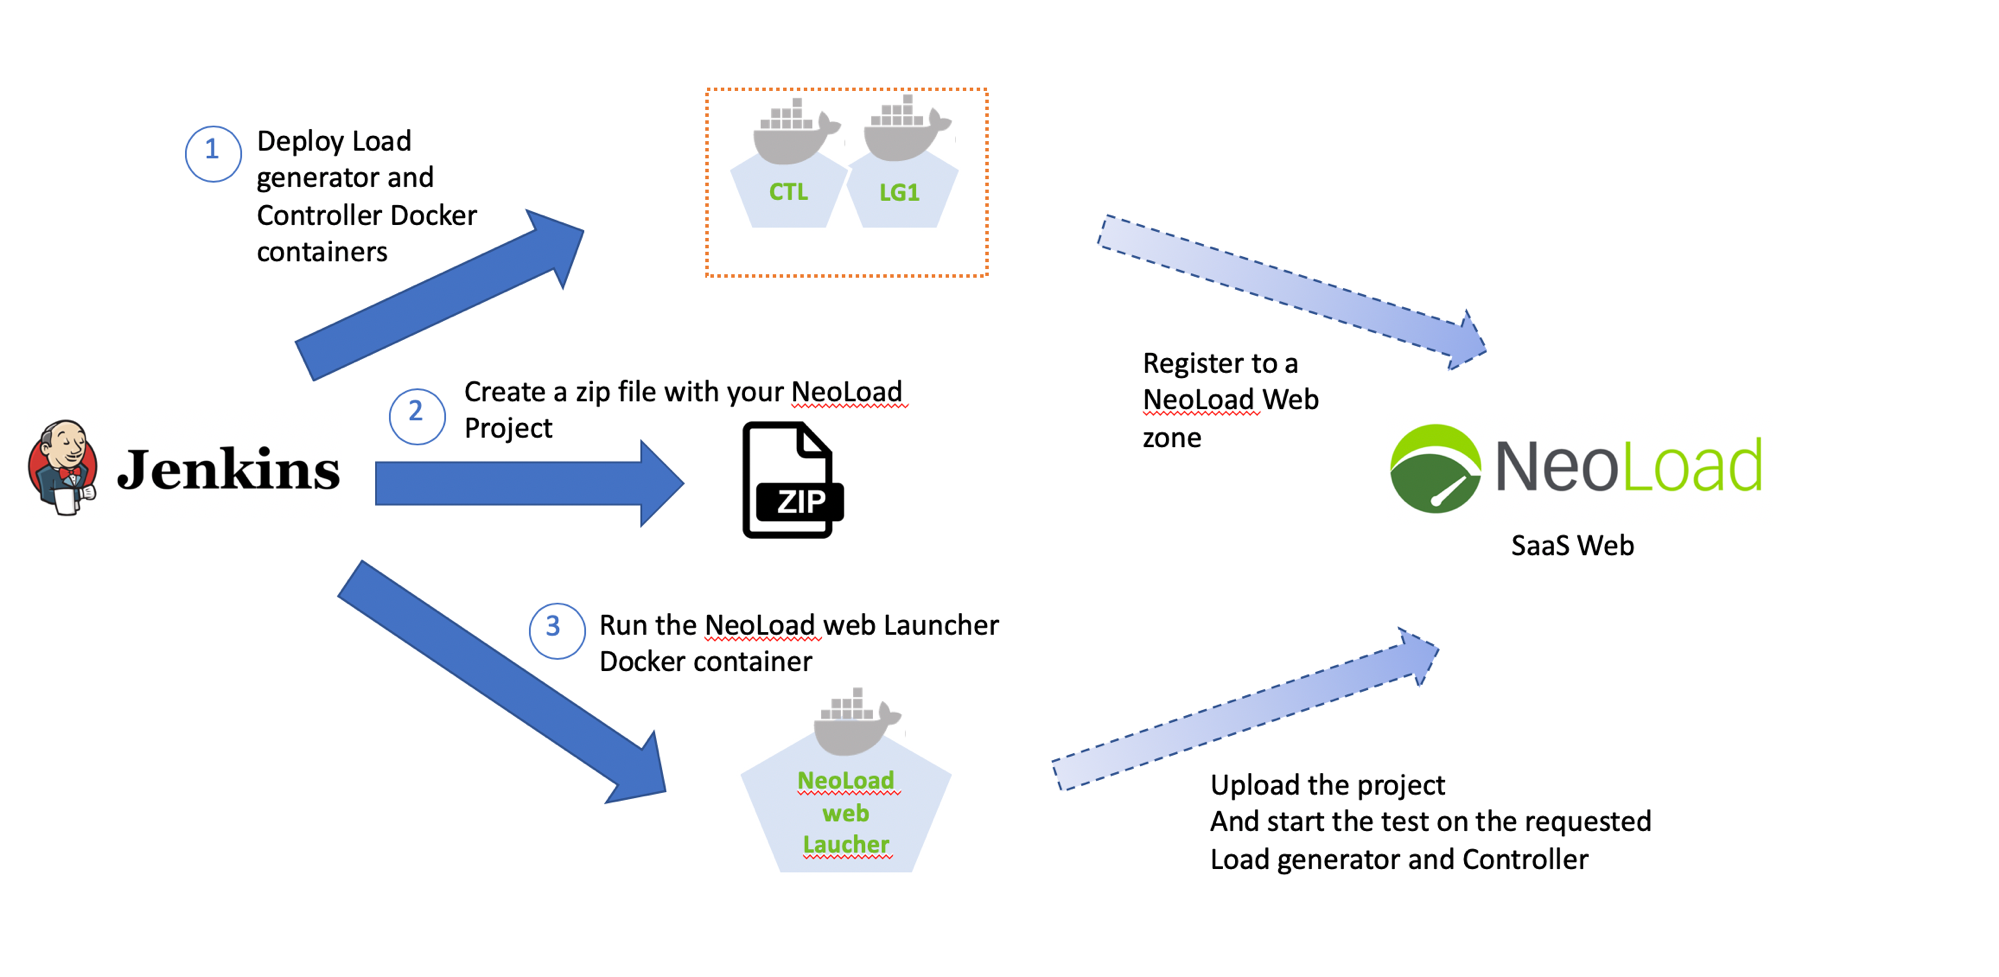 1
Deploy Load
generator and
Controller Docker
containers
CTL
LG1
Register to a
NeoLoad Web
zone
2
Create a zip file with your NeoLoad
Project
ZIP
Jenkins
NeoLoad
SaaS Web
3
Run the NeoLoad web Launcher
Docker container
NeoLoad
web
Laucher
Upload the project
And start the test on the requested
Load generator and Controller